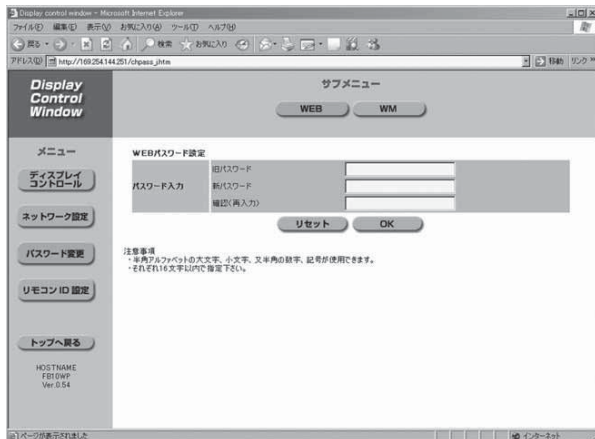 Display control window - Microsoft Internet Explorer
ファイル(F) 編集(E) 表示(V) お気に入り(A) ツール(T) ヘルプ(H)
戻る 検索 お気に入り
アドレス(D) http://169.254.144.251/chpass_j.htm 移動 リンク
Display
Control
Window
サブメニュー
WEB WM
メニュー
ディスプレイ
コントロール
ネットワーク設定
パスワード変更
リモコン ID 設定
トップへ戻る
HOSTNAME
FB10WP
Ver 0.54
WEBパスワード設定
パスワード入力
旧パスワード
新パスワード
確認(再入力)
リセット OK
注意事項
・半角アルファベットの大文字、小文字、又半角の数字、記号が使用できます。
・それぞれ16文字以内で指定下さい。
ページが表示されました インターネット